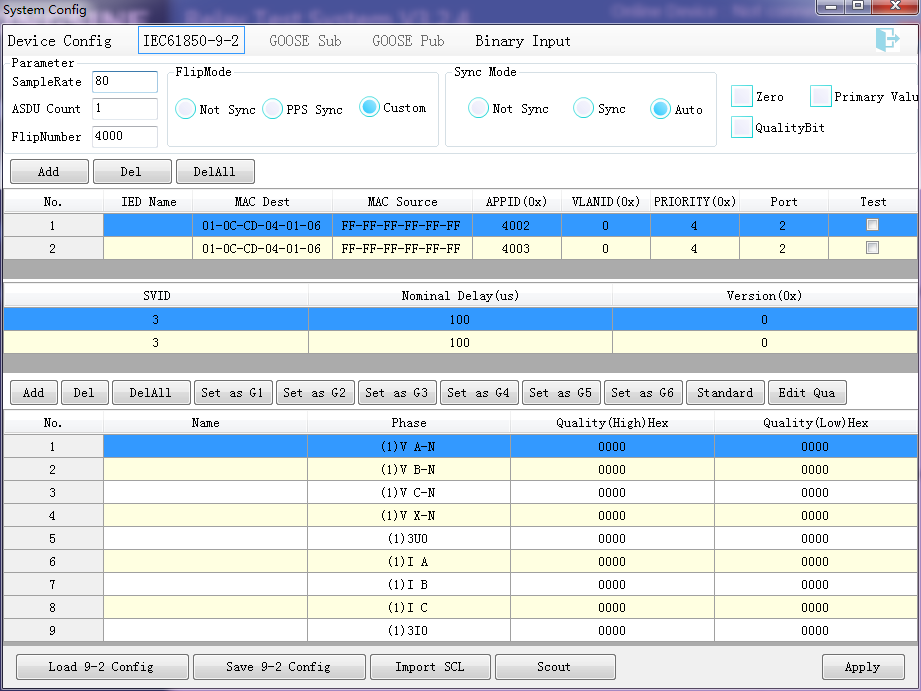 System Config
Device Config IEC61850-9-2 GOOSE Sub GOOSE Pub Binary Input
Parameter
SampleRate 80
ASDU Count 1
FlipNumber 4000
FlipMode
Not Sync PPS Sync Custom
Sync Mode
Not Sync Sync Auto
Zero Primary Valu
QualityBit
Add Del DelAll
No. IED Name MAC Dest MAC Source APPID(0x) VLANID(0x) PRIORITY(0x) Port Test
1 01-0C-CD-04-01-06 FF-FF-FF-FF-FF-FF 4002 0 4 2
2 01-0C-CD-04-01-06 FF-FF-FF-FF-FF-FF 4003 0 4 2
SVID Nominal Delay(us) Version(0x)
3 100 0
3 100 0
Add Del DelAll Set as G1 Set as G2 Set as G3 Set as G4 Set as G5 Set as G6 Standard Edit Qua
No. Name Phase Quality(High)Hex Quality(Low)Hex
1 (1)V A-N 0000 0000
2 (1)V B-N 0000 0000
3 (1)V C-N 0000 0000
4 (1)V X-N 0000 0000
5 (1)3U0 0000 0000
6 (1)I A 0000 0000
7 (1)I B 0000 0000
8 (1)I C 0000 0000
9 (1)3I0 0000 0000
Load 9-2 Config Save 9-2 Config Import SCL Scout Apply